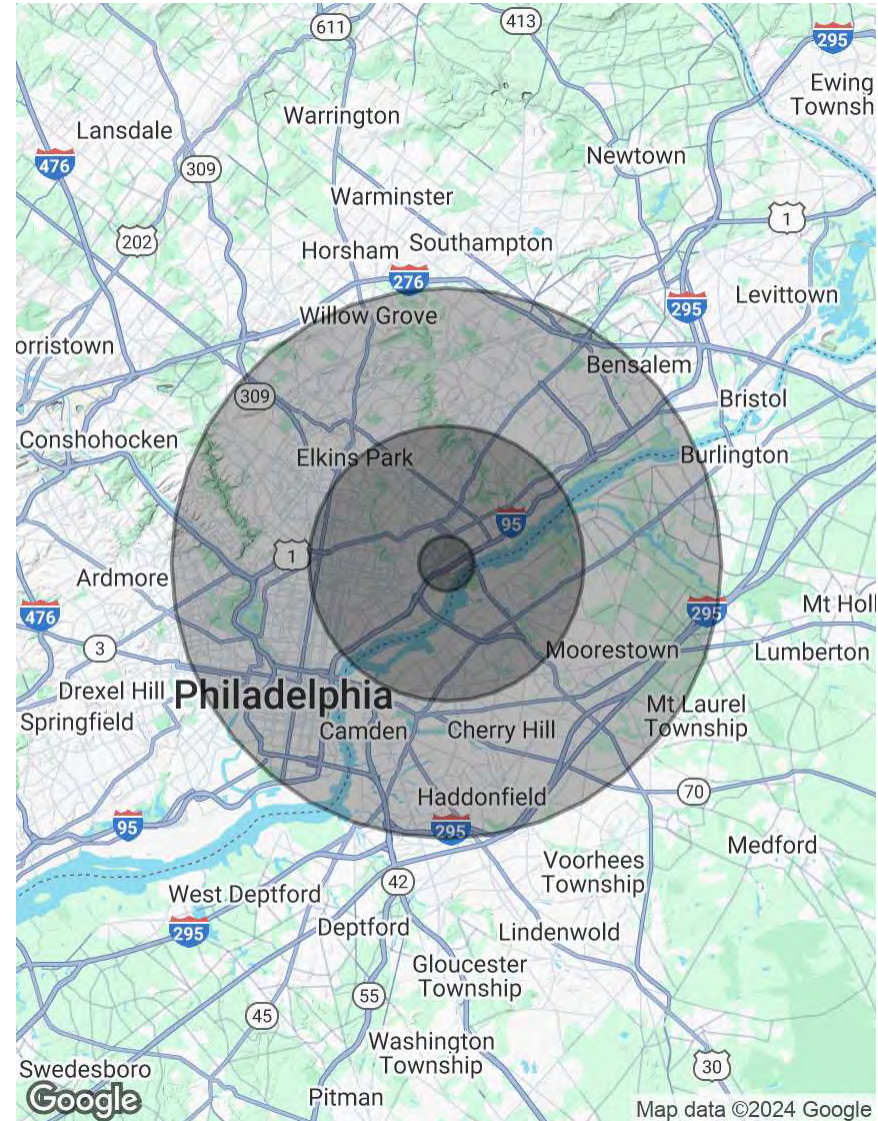 611
413
295
Ewing
Townsh
Warrington
Lansdale
476
309
Newtown
Warminster
1
202
Horsham
Southampton
276
295
Levittown
Willow Grove
orristown
Bensalem
309
Bristol
Conshohocken
Elkins Park
Burlington
95
1
Ardmore
476
295
Mt Holl
3
Moorestown
Lumberton
Drexel Hill
Philadelphia
Springfield
Mt Laurel
Township
Camden
Cherry Hill
70
Haddonfield
95
295
Medford
Voorhees
Township
42
West Deptford
295
Deptford
Lindenwold
Gloucester
Township
55
45
Washington
Township
Swedesboro
30
Google
Pitman
Map data ©2024 Google